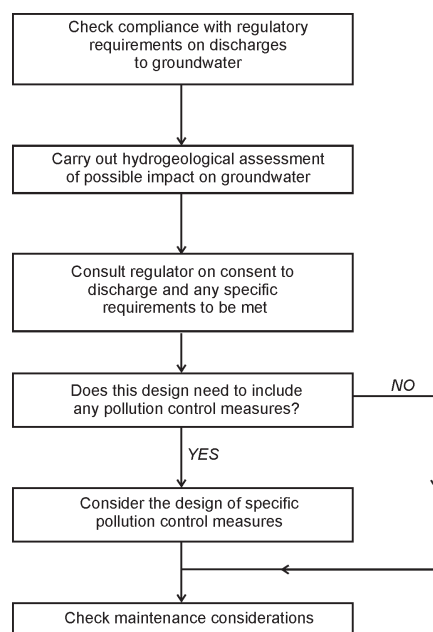 Check compliance with regulatory
requirements on discharges
to groundwater
Carry out hydrogeological assessment
of possible impact on groundwater
Consult regulator on consent to
discharge and any specific
requirements to be met
Does this design need to include
any pollution control measures?
NO
YES
Consider the design of specific
pollution control measures
Check maintenance considerations